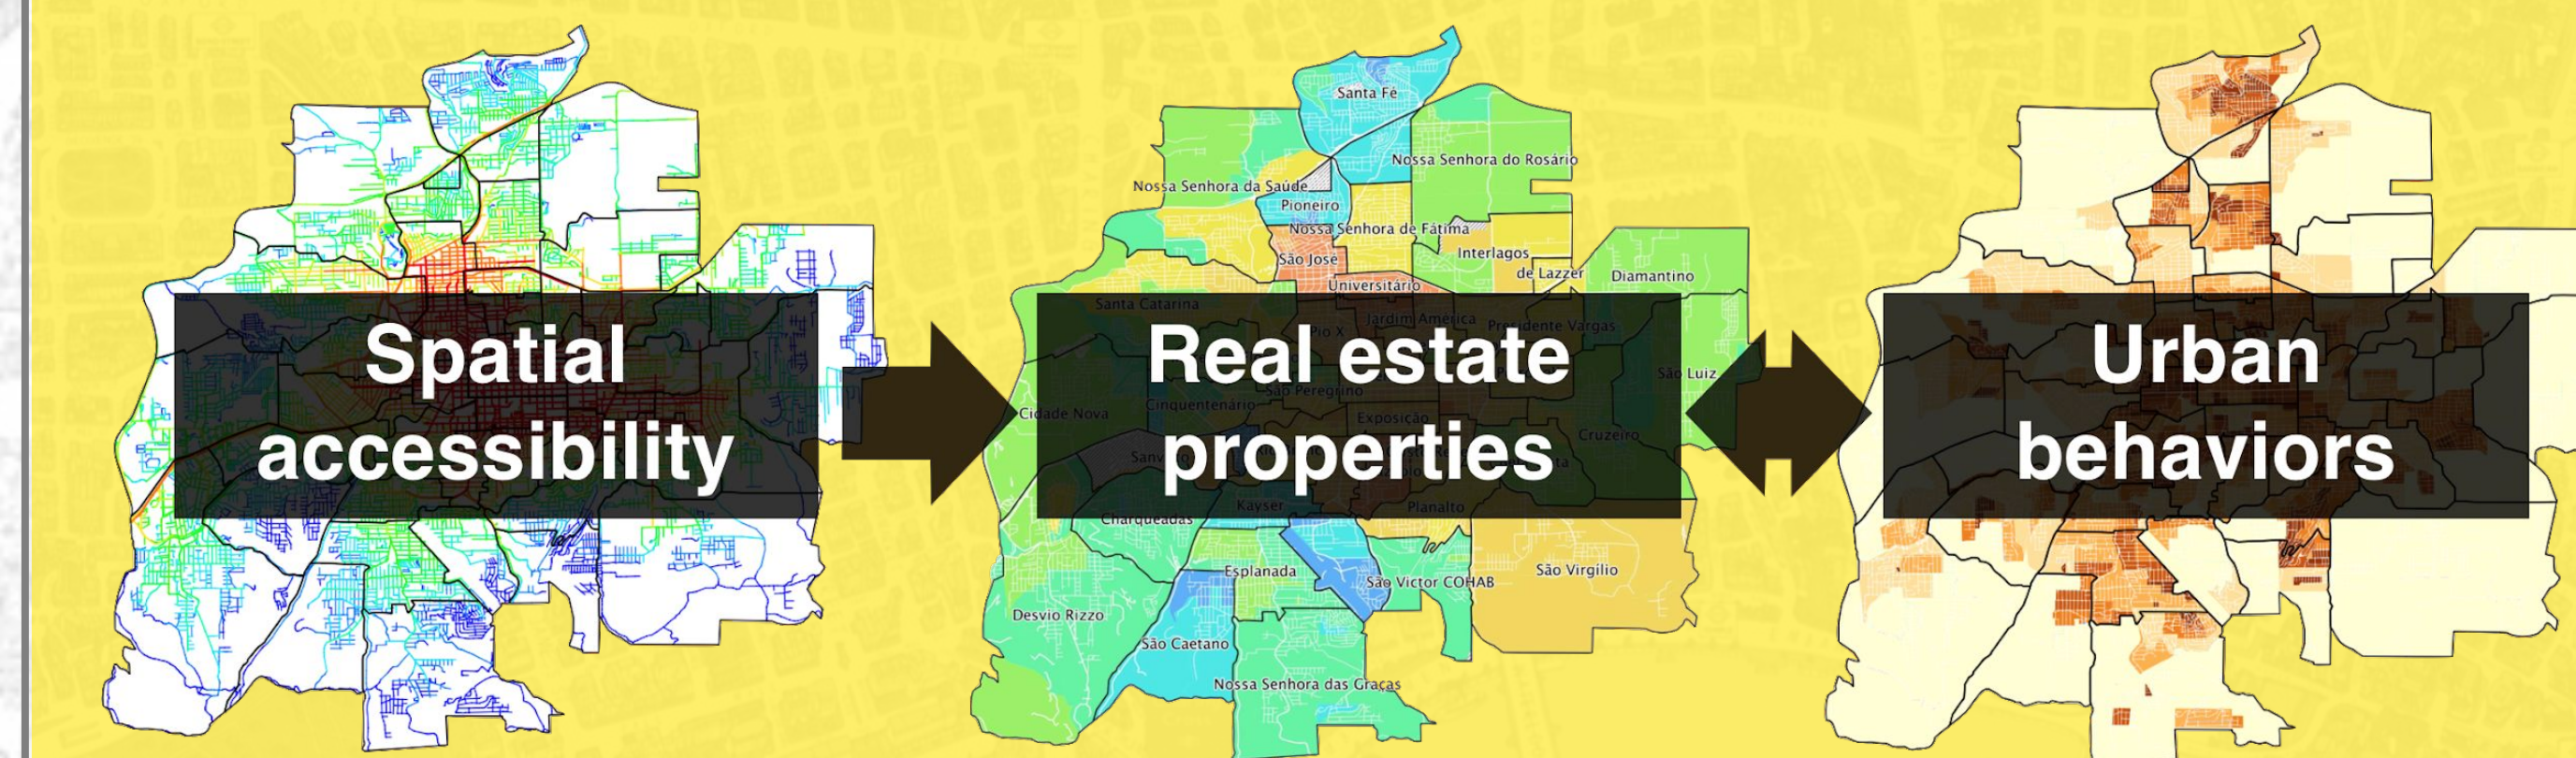 Spatial
accessibility
Real estate
properties
Urban
behaviors
Santa Fé
Nossa Senhora do Rosário
Nossa Senhora da Saúde
Pioneiro
Nossa Senhora de Fátima
Interlagos
São José
de Lazzer
Diamantino
Universitário
Santa Catarina
Jardim América
Pio X
Presidente Vargas
São Luiz
São Peregrino
Cinquentenário
Cidade Nova
Exposição
Cruzeiro
Kayser
Planalto
Charqueadas
Esplanada
São Victor COHAB
São Virgílio
Desvio Rizzo
São Caetano
Nossa Senhora das Graças